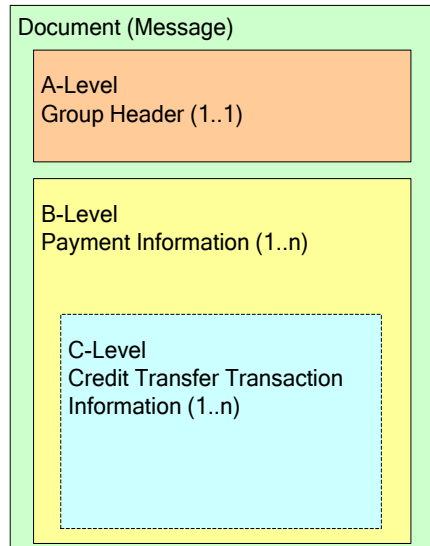 Document (Message)
A-Level
Group Header (1..1)
B-Level
Payment Information (1..n)
C-Level
Credit Transfer Transaction
Information (1..n)